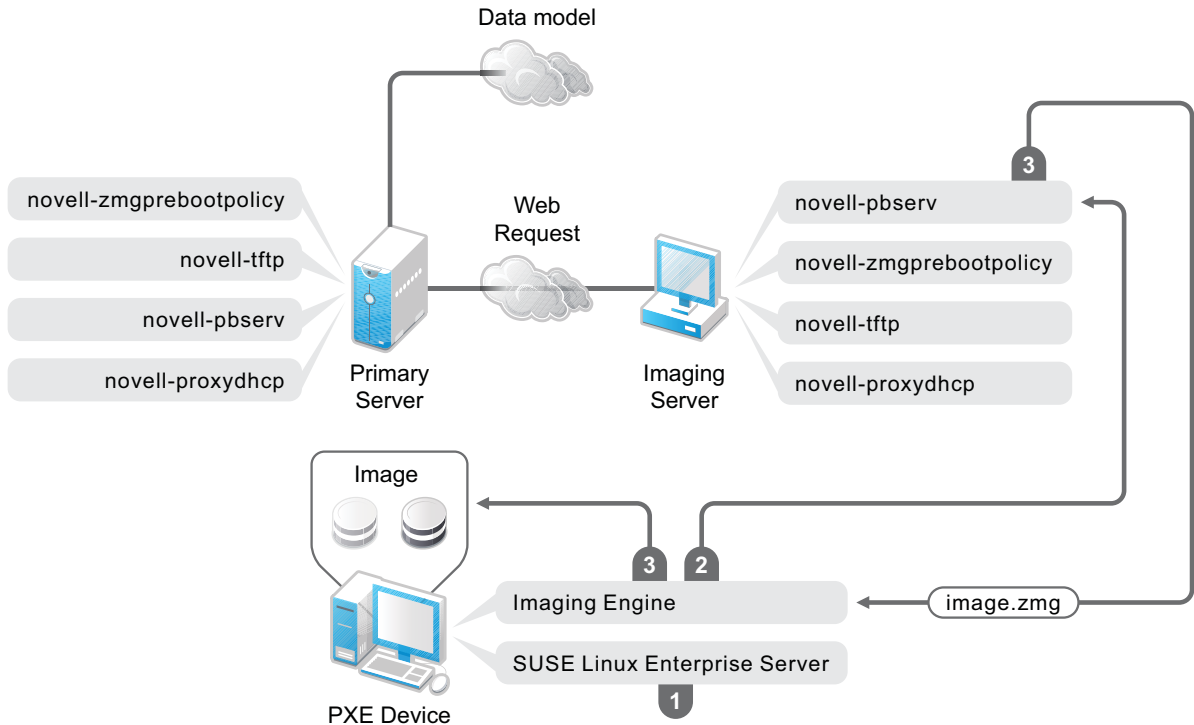 Data model
3
novell-zmgprebootpolicy
novell-tftp
novell-pbserv
novell-proxydhcp
Primary
Server
Web
Request
Imaging
Server
novell-pbserv
novell-zmgprebootpolicy
novell-tftp
novell-proxydhcp
Image
3
2
Imaging Engine
image.zmg
SUSE Linux Enterprise Server
1
PXE Device